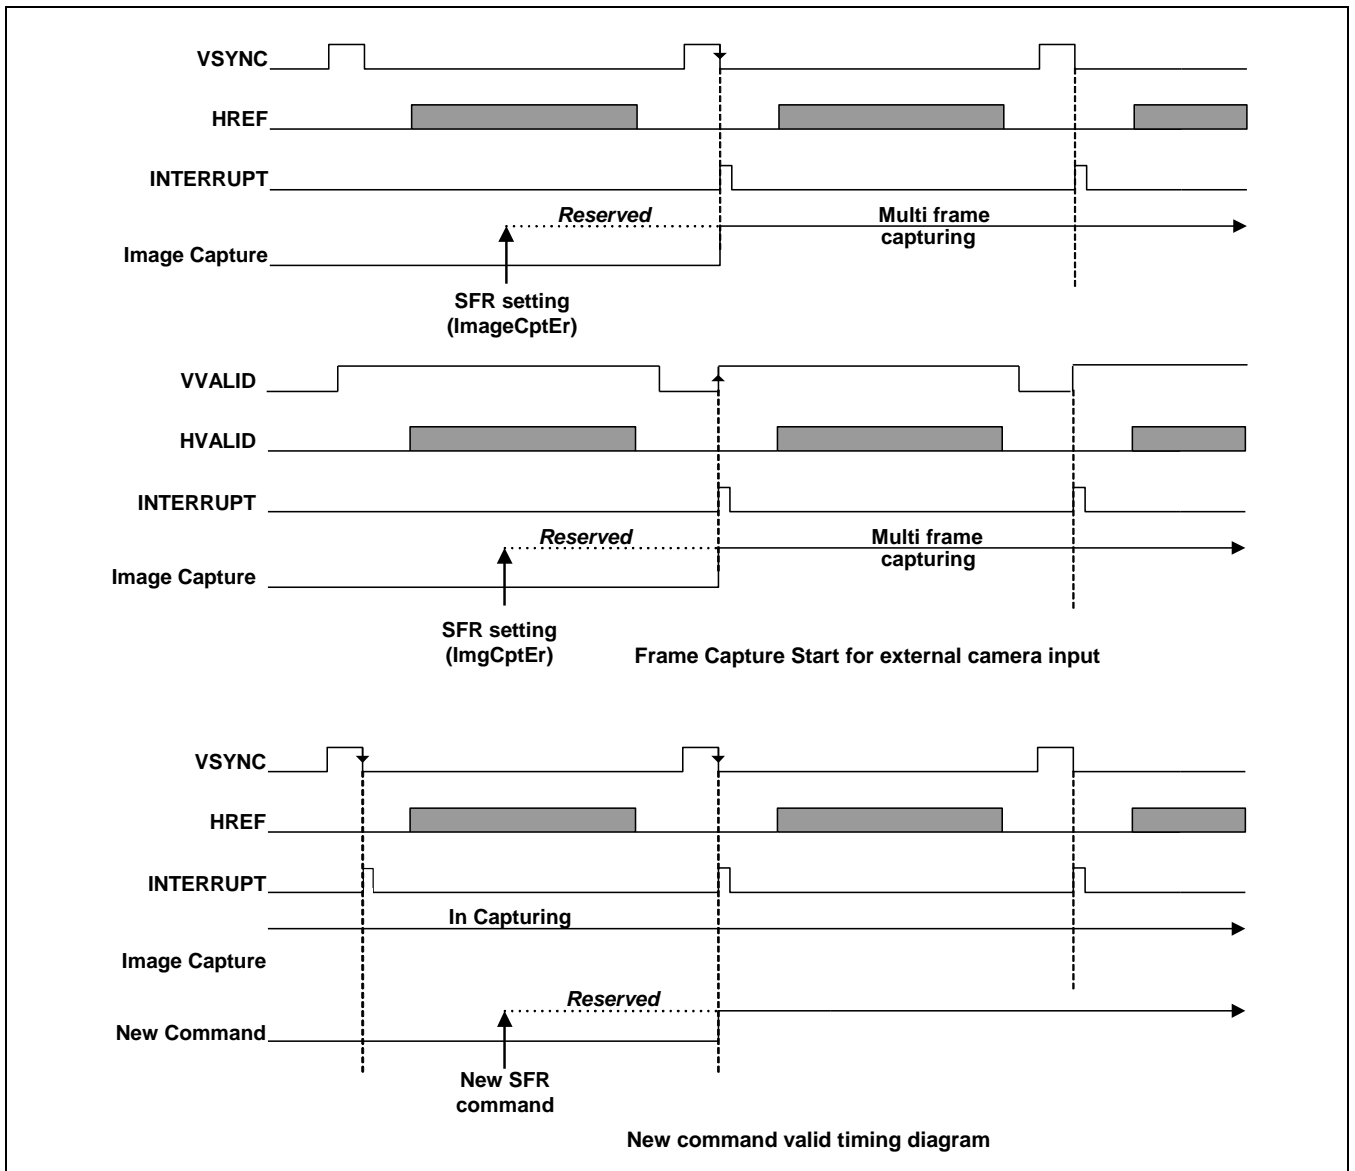 VSYNC
HREF
INTERRUPT
Reserved
Multi frame
capturing
Image Capture
SFR setting
(ImageCptEr)
VVALID
HVALID
INTERRUPT
Reserved
Multi frame
capturing
Image Capture
SFR setting
(ImgCptEr)
Frame Capture Start for external camera input
VSYNC
HREF
INTERRUPT
In Capturing
Image Capture
Reserved
New Command
New SFR
command
New command valid timing diagram